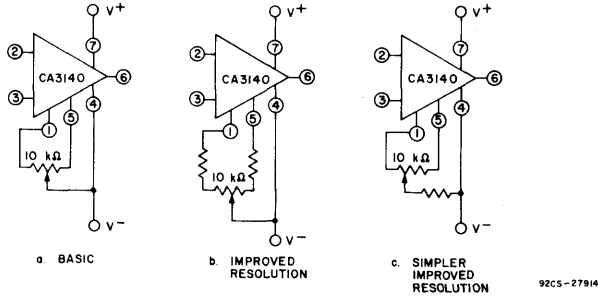 V+
V+
V+
7
7
7
2
2
2
CA3140
CA3140
CA3140
6
6
6
3
3
3
4
4
4
5
5
5
1
1
1
10 kΩ
10 kΩ
10 kΩ
V−
V−
V−
a. BASIC
b. IMPROVED
RESOLUTION
c. SIMPLER
IMPROVED
RESOLUTION
92CS-27914